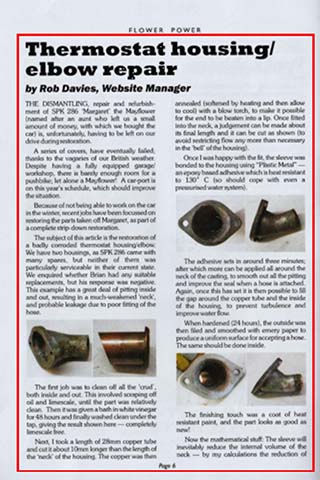 FLOWER POWER
Thermostat housing/
elbow repair
by Rob Davies, Website Manager
THE DISMANTLING, repair and refurbish-
ment of SPK 286 'Margaret' the Mayflower
(named after an aunt who left us a small
amount of money, with which we bought the
car) is, unfortunately, having to be left on our
drive during restoration.
A series of covers, have eventually failed;
thanks to the vagaries of our British weather
Despite having a fully equipped garage/
workshop, there is barely enough room for a
pushbike; let alone a Mayflower! A car-port is
on this year's schedule, which should improve
the situation.
Because of not being able to work on the car
in the winter, recent jobs have been focused on
restoring the parts taken off Margaret, as part of
a complete strip-down restoration.
The subject of this article is the restoration of
a badly corroded thermostat housing/elbow.
We have two housings, as SPK 286 came with
many spares, but neither of them was
particularly serviceable in their current state.
We enquired whether Brian had any suitable
replacements, but his response was negative.
This example has a great deal of pitting inside
and out, resulting in a much-weakened 'neck',
and probable leakage due to poor fitting of the
hose.
The first job was to clean off all the 'crud',
both inside and out. This involved scraping off
oil and limescale, until the part was relatively
clean. Then it was given a bath in white vinegar
for 48 hours and finally washed clean under the
tap, giving the result shown here — completely
limescale free.
Next, I took a length of 28mm copper tube
and cut it about 10mm longer than the length of
the 'neck' of the housing. The copper was then
annealed (softened by heating and then allow
to cool) with a blow torch, to make it possible
for the end to be beaten into a lip. Once fitted
into the neck, a judgement can be made about
its final length and it can be cut as shown (to
avoid restricting flow any more than necessary
in the 'bell' of the housing).
Once I was happy with the fit, the sleeve was
bonded to the housing using "Plastic Metal" —
an epoxy based adhesive which is heat resistant
to 130° C (so should cope with even a
pressurised water system).
The adhesive sets in around three minutes;
after which more can be applied all around the
neck of the casting, to smooth out all the pitting
and improve the seal when a hose is attached.
Again, once this has set it is then possible to fill
the gap around the copper tube and the inside
of the housing, to prevent turbulence and
improve water flow.
When hardened (24 hours), the outside was
then filed and smoothed with emery paper to
produce a uniform surface for accepting a hose.
The same should be done inside.
The finishing touch was a coat of heat
resistant paint, and the part looks as good as
new!
Now the mathematical stuff: The sleeve will
inevitably reduce the internal volume of the
neck — by my calculations the reduction of
Page 6